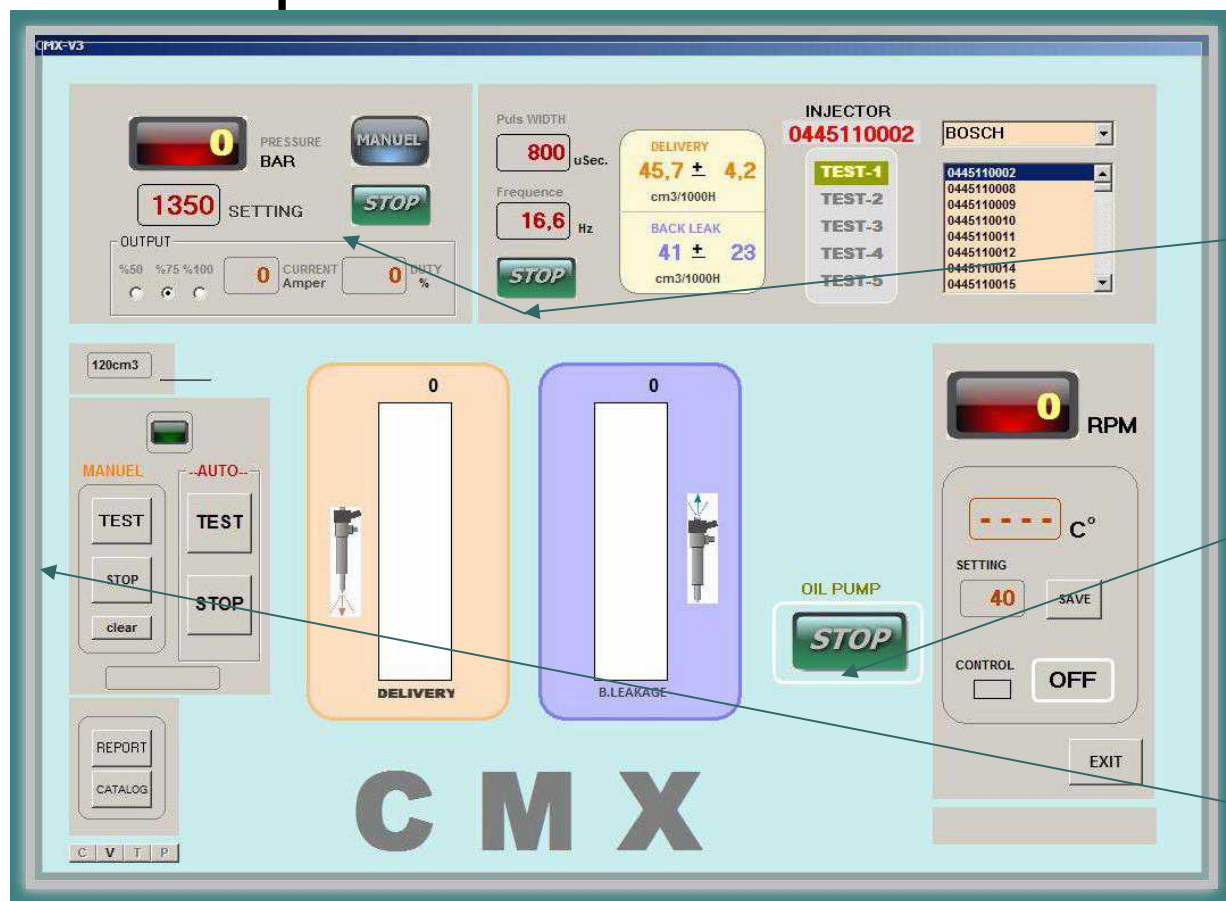 CMX-V3
0
PRESSURE
BAR
MANUEL
1350 SETTING
STOP
OUTPUT
%50 %75 %100
0 CURRENT
Amper
0 DUTY
%
Puls WIDTH
800 uSec.
Frequence
16,6 Hz
STOP
DELIVERY
45,7 ± 4,2
cm3/1000H
BACK LEAK
41 ± 23
cm3/1000H
INJECTOR
0445110002
TEST-1
TEST-2
TEST-3
TEST-4
TEST-5
BOSCH
0445110002
0445110008
0445110009
0445110010
0445110011
0445110012
0445110014
0445110015
120cm3
MANUEL
TEST
STOP
clear
--AUTO--
TEST
STOP
REPORT
CATALOG
C V T P
0
DELIVERY
0
B.LEAKAGE
OIL PUMP
STOP
0 RPM
---- C°
SETTING
40 SAVE
CONTROL
OFF
EXIT
C M X